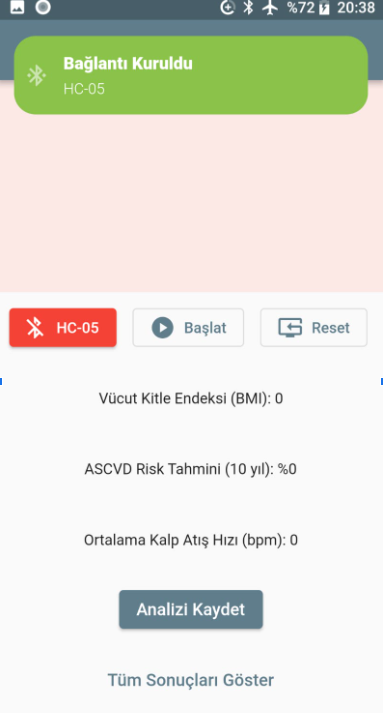 %72 20:38
Bağlantı Kuruldu
HC-05
HC-05 Başlat Reset
Vücut Kitle Endeksi (BMI): 0
ASCVD Risk Tahmini (10 yıl): %0
Ortalama Kalp Atış Hızı (bpm): 0
Analizi Kaydet
Tüm Sonuçları Göster